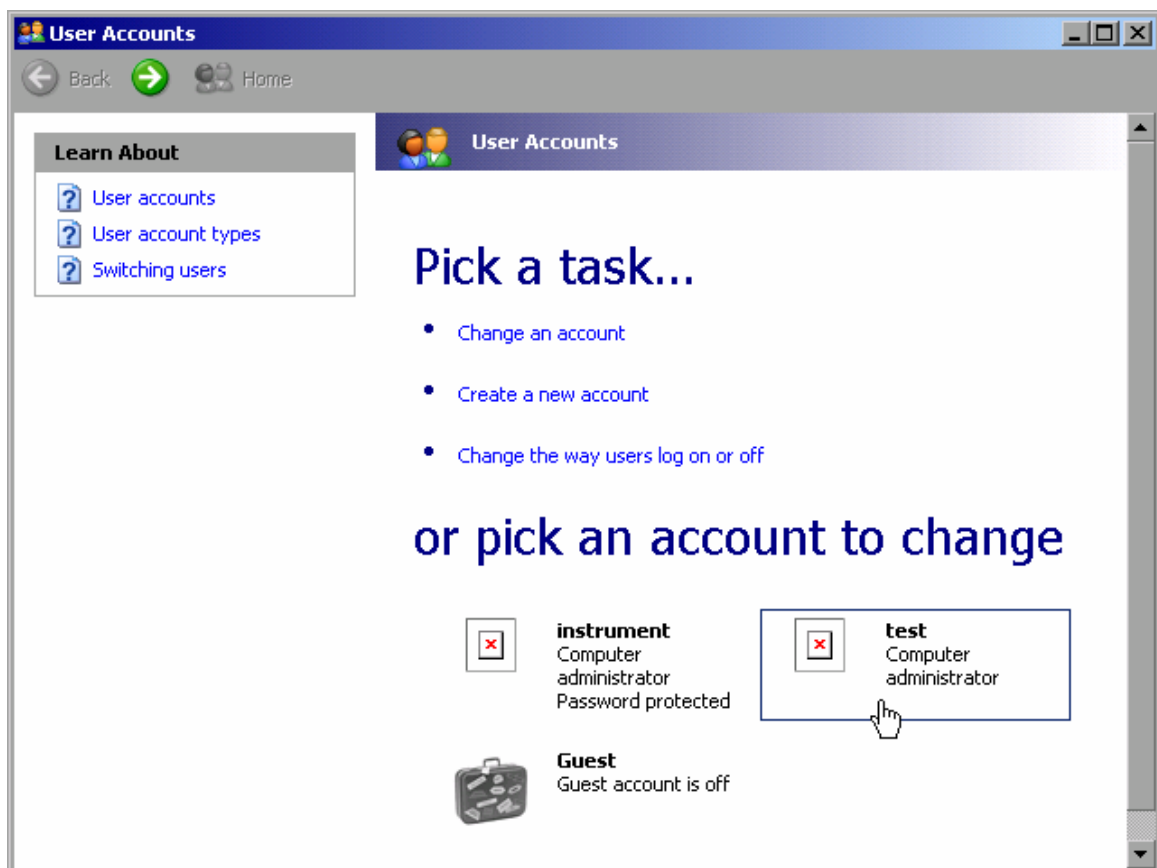 User Accounts
Back
Home
Learn About
User accounts
User account types
Switching users
User Accounts
Pick a task...
Change an account
Create a new account
Change the way users log on or off
or pick an account to change
instrument
Computer
administrator
Password protected
test
Computer
administrator
Guest
Guest account is off